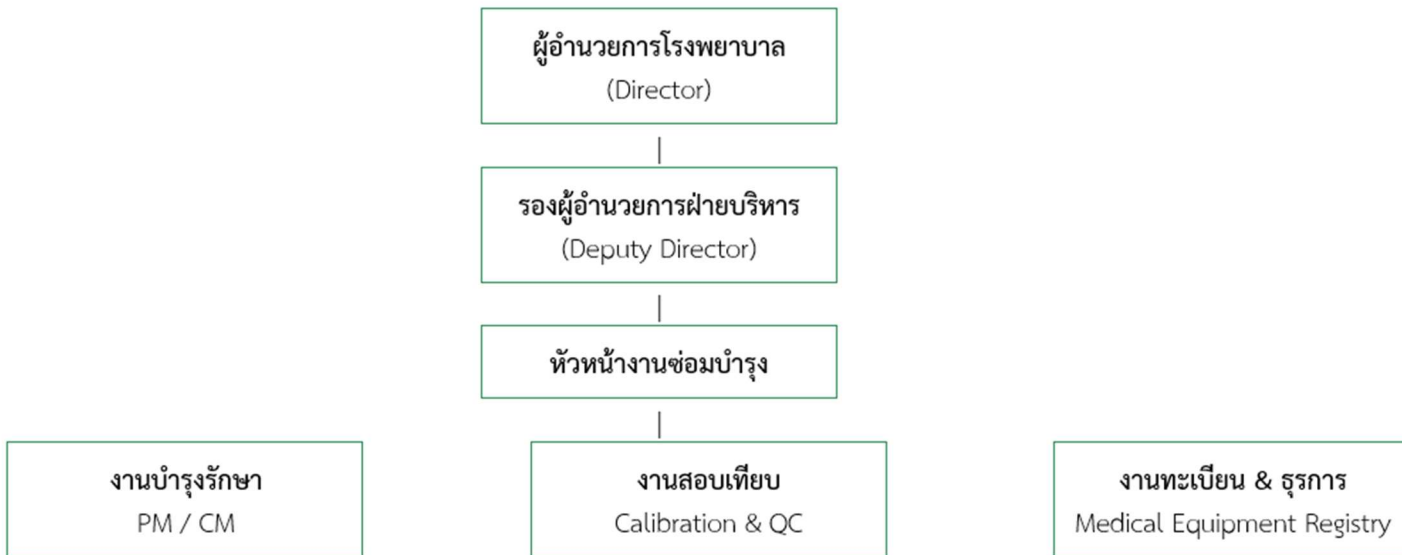 ผู้อำนวยการโรงพยาบาล
(Director)
รองผู้อำนวยการฝ่ายบริหาร
(Deputy Director)
หัวหน้างานซ่อมบำรุง
งานบำรุงรักษา
PM / CM
งานสอบเทียบ
Calibration & QC
งานทะเบียน & ธุรการ
Medical Equipment Registry